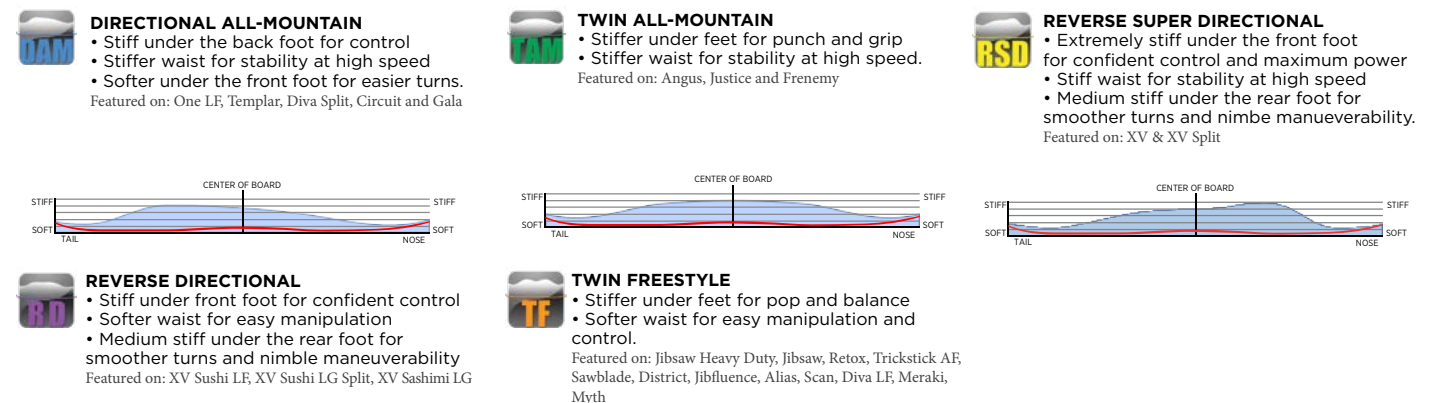 DAM
DIRECTIONAL ALL-MOUNTAIN
• Stiff under the back foot for control
• Stiffer waist for stability at high speed
• Softer under the front foot for easier turns.
Featured on: One LF, Templar, Diva Split, Circuit and Gala
CENTER OF BOARD
STIFF
STIFF
SOFT
SOFT
TAIL
NOSE
TAM
TWIN ALL-MOUNTAIN
• Stiffer under feet for punch and grip
• Stiffer waist for stability at high speed.
Featured on: Angus, Justice and Frenemy
CENTER OF BOARD
STIFF
STIFF
SOFT
SOFT
TAIL
NOSE
RSD
REVERSE SUPER DIRECTIONAL
• Extremely stiff under the front foot
for confident control and maximum power
• Stiff waist for stability at high speed
• Medium stiff under the rear foot for
smoother turns and nimbe manueverability.
Featured on: XV & XV Split
CENTER OF BOARD
STIFF
STIFF
SOFT
SOFT
TAIL
NOSE
RD
REVERSE DIRECTIONAL
• Stiff under front foot for confident control
• Softer waist for easy manipulation
• Medium stiff under the rear foot for
smoother turns and nimble maneuverability
Featured on: XV Sushi LF, XV Sushi LG Split, XV Sashimi LG
TF
TWIN FREESTYLE
• Stiffer under feet for pop and balance
• Softer waist for easy manipulation and
control.
Featured on: Jibsaw Heavy Duty, Jibsaw, Retox, Trickstick AF,
Sawblade, District, Jibfluence, Alias, Scan, Diva LF, Meraki,
Myth